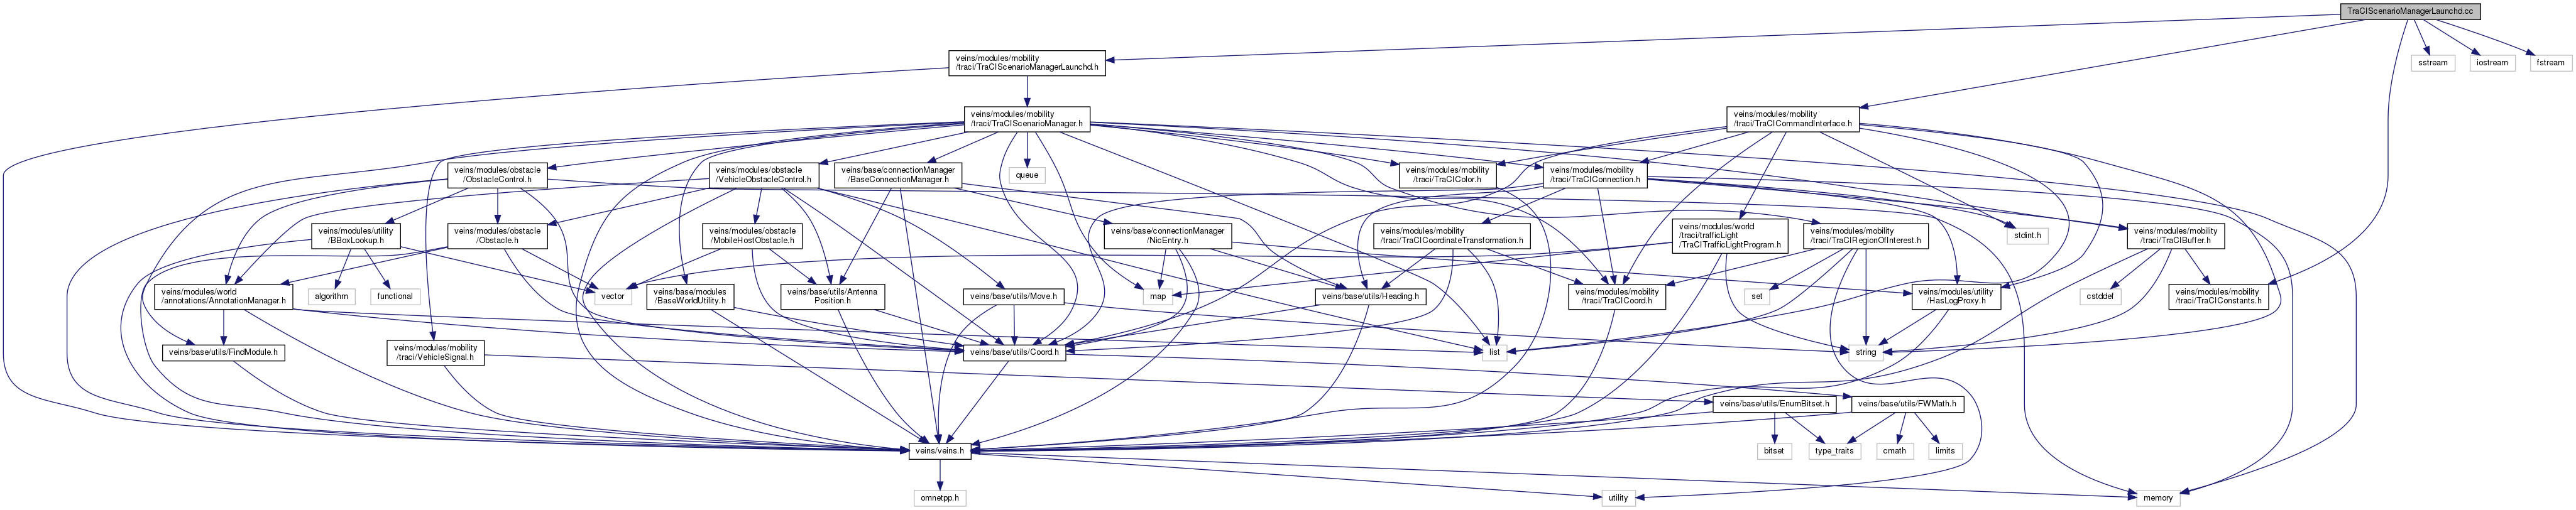 TraCIScenarioManagerLaunchd.cc
veins/modules/mobility
/traci/TraCIScenarioManagerLaunchd.h
sstream
iostream
fstream
veins/modules/mobility
/traci/TraCIScenarioManager.h
veins/modules/mobility
/traci/TraCICommandInterface.h
veins/modules/obstacle
/ObstacleControl.h
veins/modules/obstacle
/VehicleObstacleControl.h
veins/base/connectionManager
/BaseConnectionManager.h
queue
veins/modules/mobility
/traci/TraCIColor.h
veins/modules/mobility
/traci/TraCIConnection.h
veins/modules/utility
/BBoxLookup.h
veins/modules/obstacle
/Obstacle.h
veins/modules/obstacle
/MobileHostObstacle.h
veins/base/connectionManager
/NicEntry.h
veins/modules/mobility
/traci/TraCICoordinateTransformation.h
veins/modules/world
/traci/trafficLight
/TraCITrafficLightProgram.h
veins/modules/mobility
/traci/TraCIRegionOfInterest.h
stdint.h
veins/modules/mobility
/traci/TraCIBuffer.h
veins/modules/world
/annotations/AnnotationManager.h
algorithm
functional
vector
veins/base/modules
/BaseWorldUtility.h
veins/base/utils/Antenna
Position.h
veins/base/utils/Move.h
map
veins/base/utils/Heading.h
veins/modules/mobility
/traci/TraCICoord.h
set
veins/modules/utility
/HasLogProxy.h
cstddef
veins/modules/mobility
/traci/TraCIConstants.h
veins/base/utils/FindModule.h
veins/modules/mobility
/traci/VehicleSignal.h
veins/base/utils/Coord.h
list
string
veins/base/utils/EnumBitset.h
veins/base/utils/FWMath.h
veins/veins.h
bitset
type_traits
cmath
limits
omnetpp.h
utility
memory